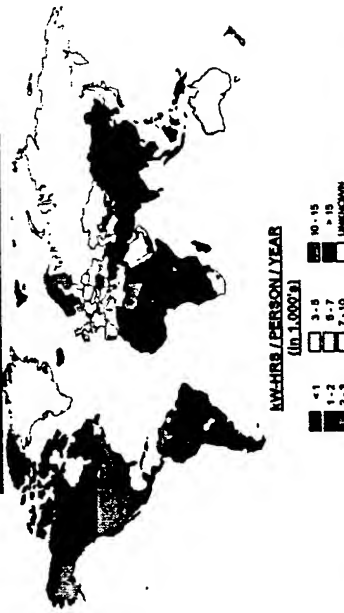 kW-HRS / PERSON / YEAR
(in 1,000's)
<1 3 - 5 10 - 15
1 - 2 5 - 7 > 15
2 - 3 7 - 10 UNKNOWN